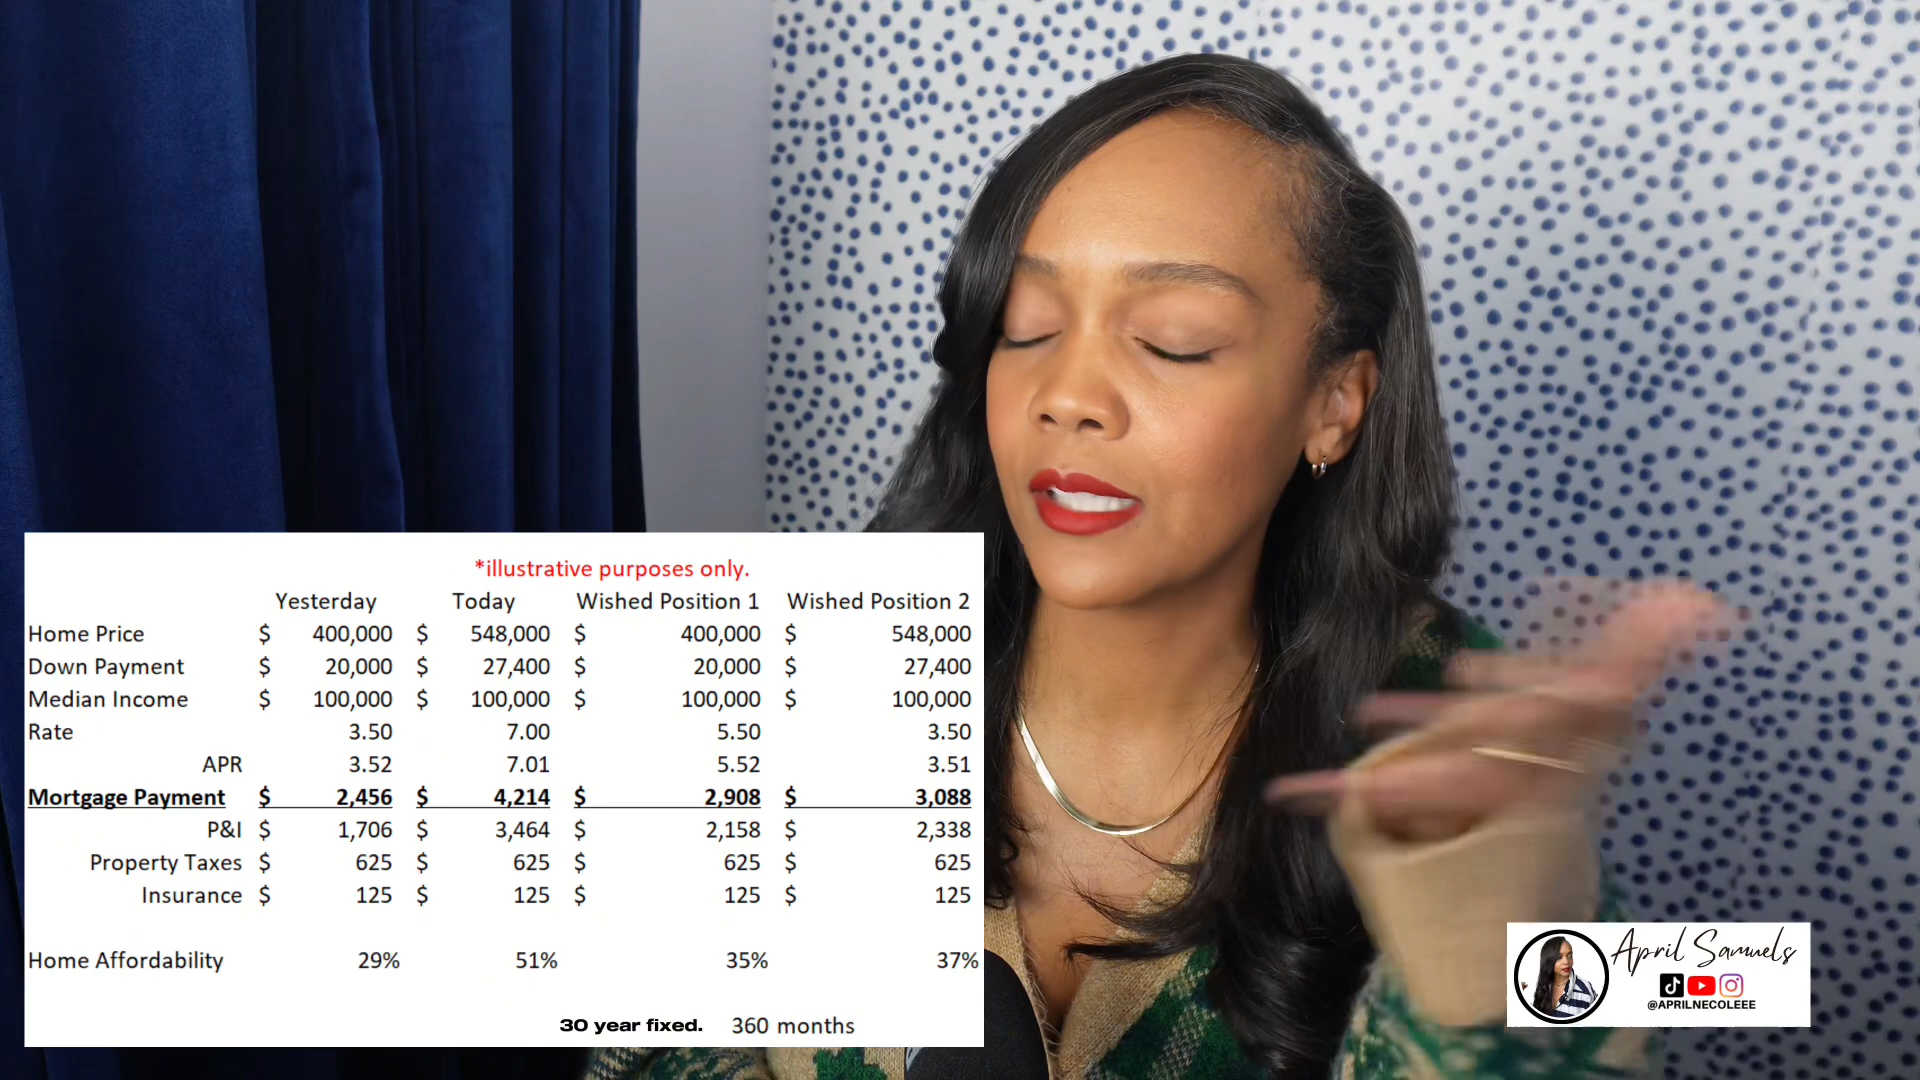 *illustrative purposes only.
Yesterday Today Wished Position 1 Wished Position 2
Home Price $ 400,000 $ 548,000 $ 400,000 $ 548,000
Down Payment $ 20,000 $ 27,400 $ 20,000 $ 27,400
Median Income $ 100,000 $ 100,000 $ 100,000 $ 100,000
Rate 3.50 7.00 5.50 3.50
APR 3.52 7.01 5.52 3.51
Mortgage Payment $ 2,456 $ 4,214 $ 2,908 $ 3,088
P&I $ 1,706 $ 3,464 $ 2,158 $ 2,338
Property Taxes $ 625 $ 625 $ 625 $ 625
Insurance $ 125 $ 125 $ 125 $ 125
Home Affordability 29% 51% 35% 37%
30 year fixed. 360 months
April Samuels
@APRILNECOLEEE